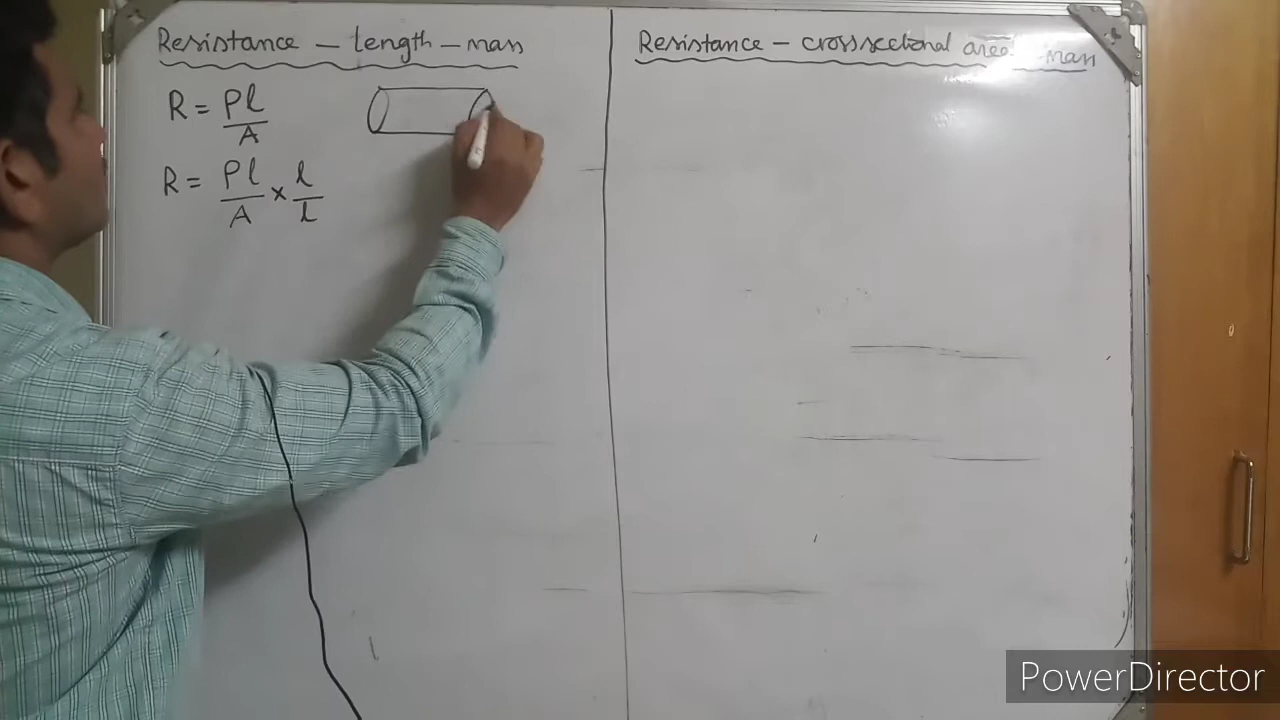 Resistance – length – mass
R = ρl / A
R = ρl / A × l / l
Resistance – cross sectional area – mass
PowerDirector